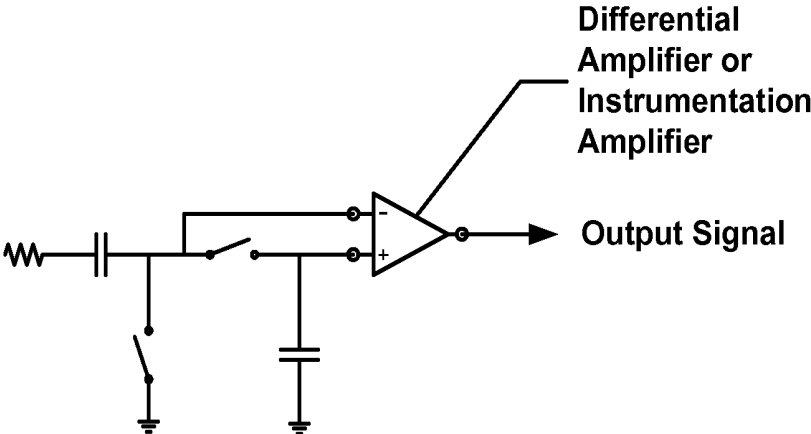 Differential
Amplifier or
Instrumentation
Amplifier
-
+
Output Signal